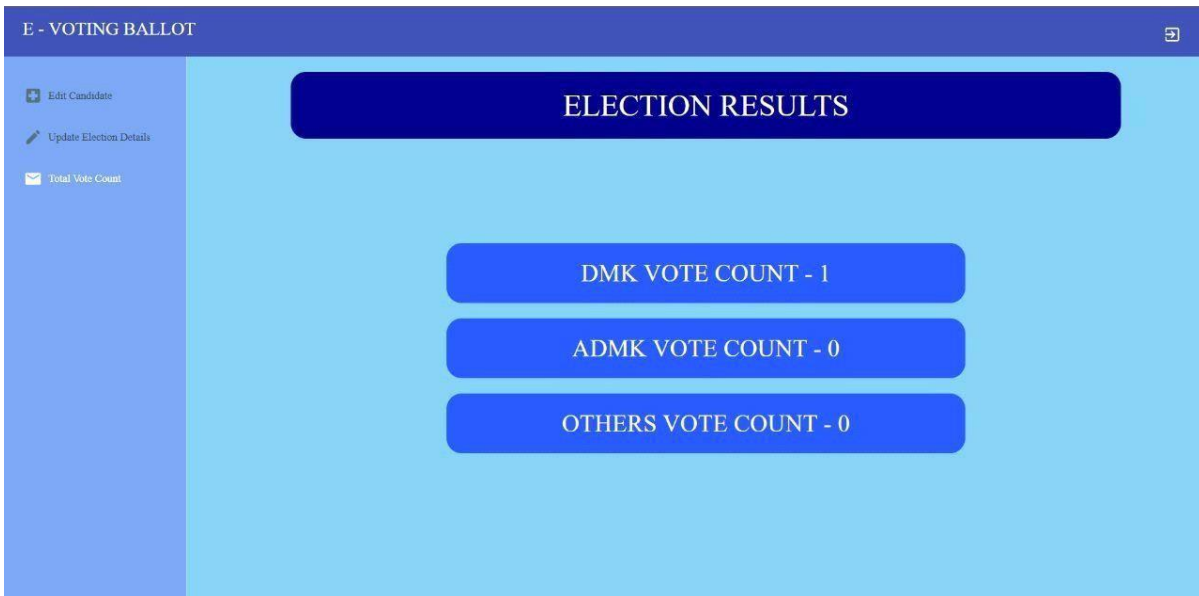 E - VOTING BALLOT
Edit Candidate
Update Election Details
Total Vote Count
ELECTION RESULTS
DMK VOTE COUNT - 1
ADMK VOTE COUNT - 0
OTHERS VOTE COUNT - 0